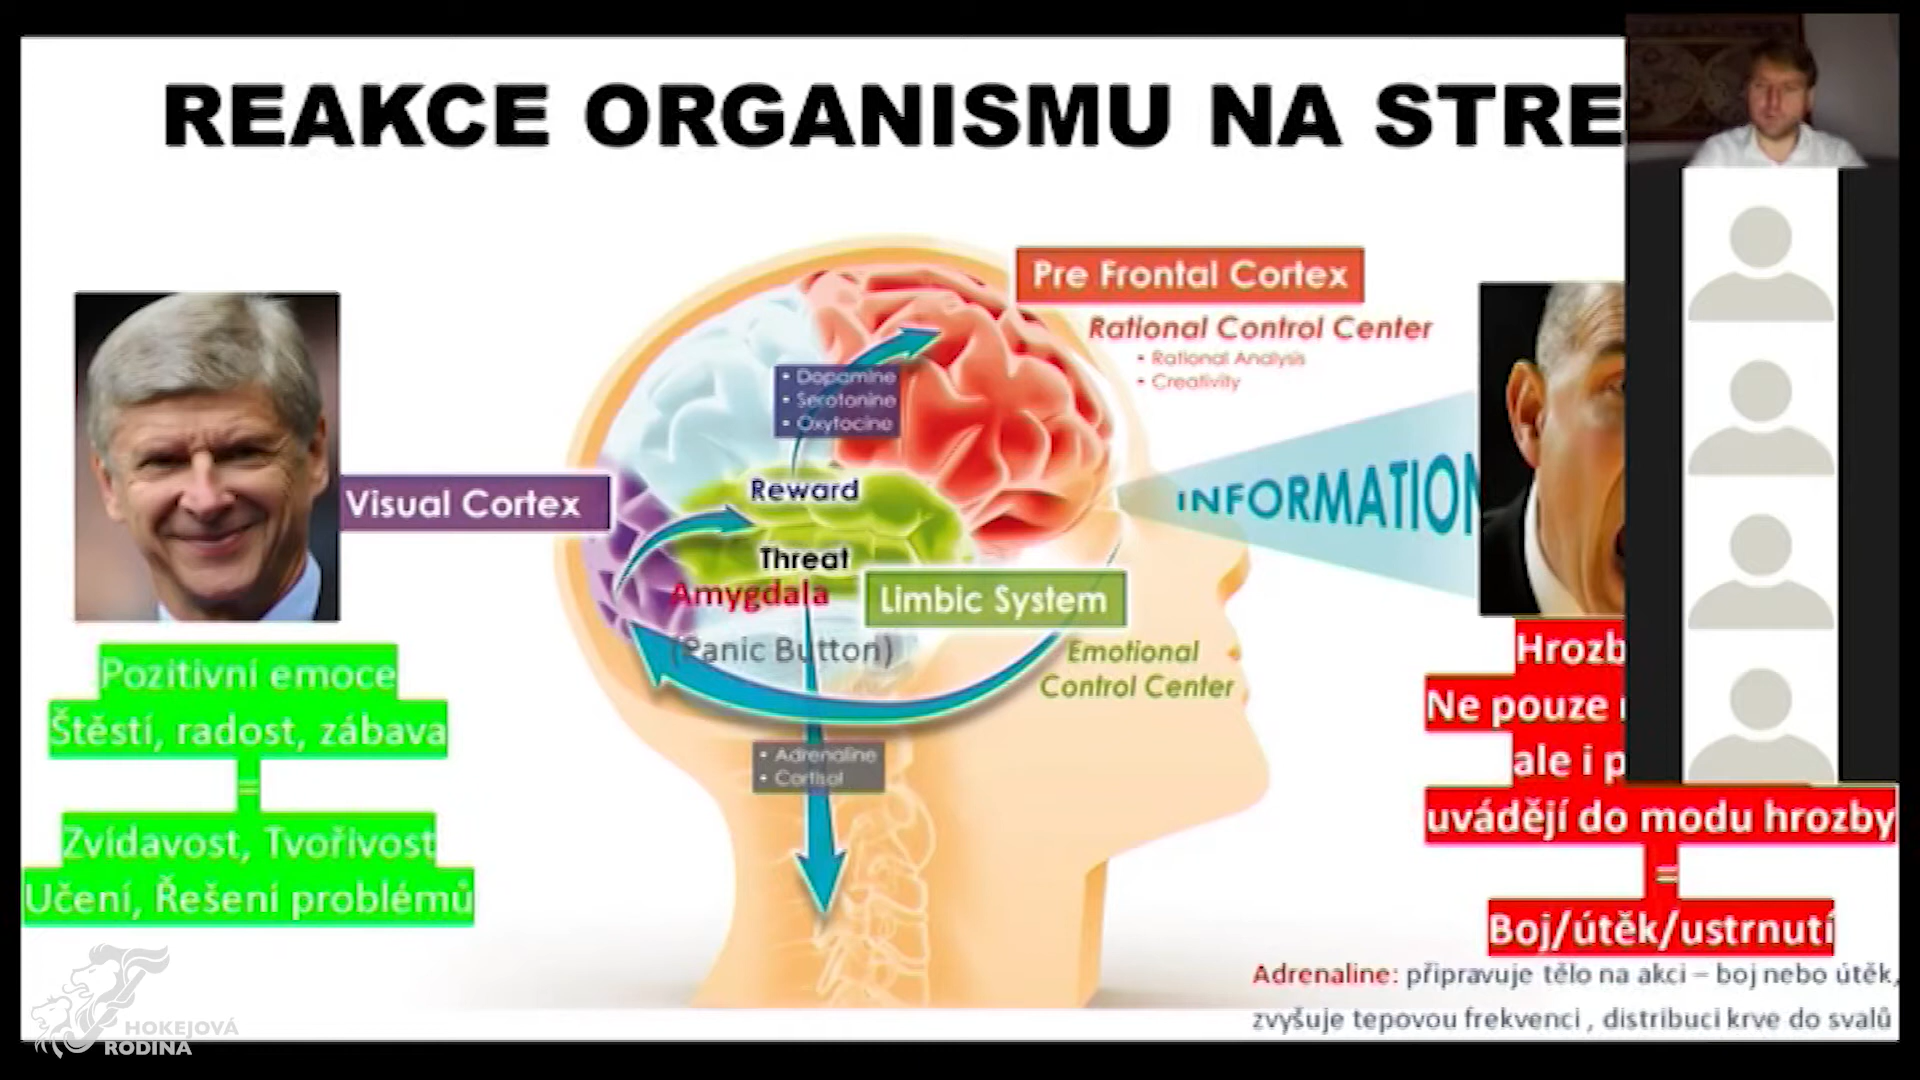 REAKCE ORGANISMU NA STRE
Pre Frontal Cortex
Rational Control Center
• Rational Analysis
• Creativity
• Dopamine
• Serotonine
• Oxytocine
Visual Cortex
Reward
INFORMATION
Threat
Amygdala
Limbic System
(Panic Button)
Emotional
Control Center
• Adrenaline
• Cortisol
Pozitivní emoce
Štěstí, radost, zábava
=
Zvídavost, Tvořivost
Učení, Řešení problémů
Hrozb
Ne pouze
ale i p
uvádějí do modu hrozby
=
Boj/útěk/ustrnutí
Adrenaline: připravuje tělo na akci – boj nebo útěk,
zvyšuje tepovou frekvenci , distribuci krve do svalů
HOKEJOVÁ
RODINA